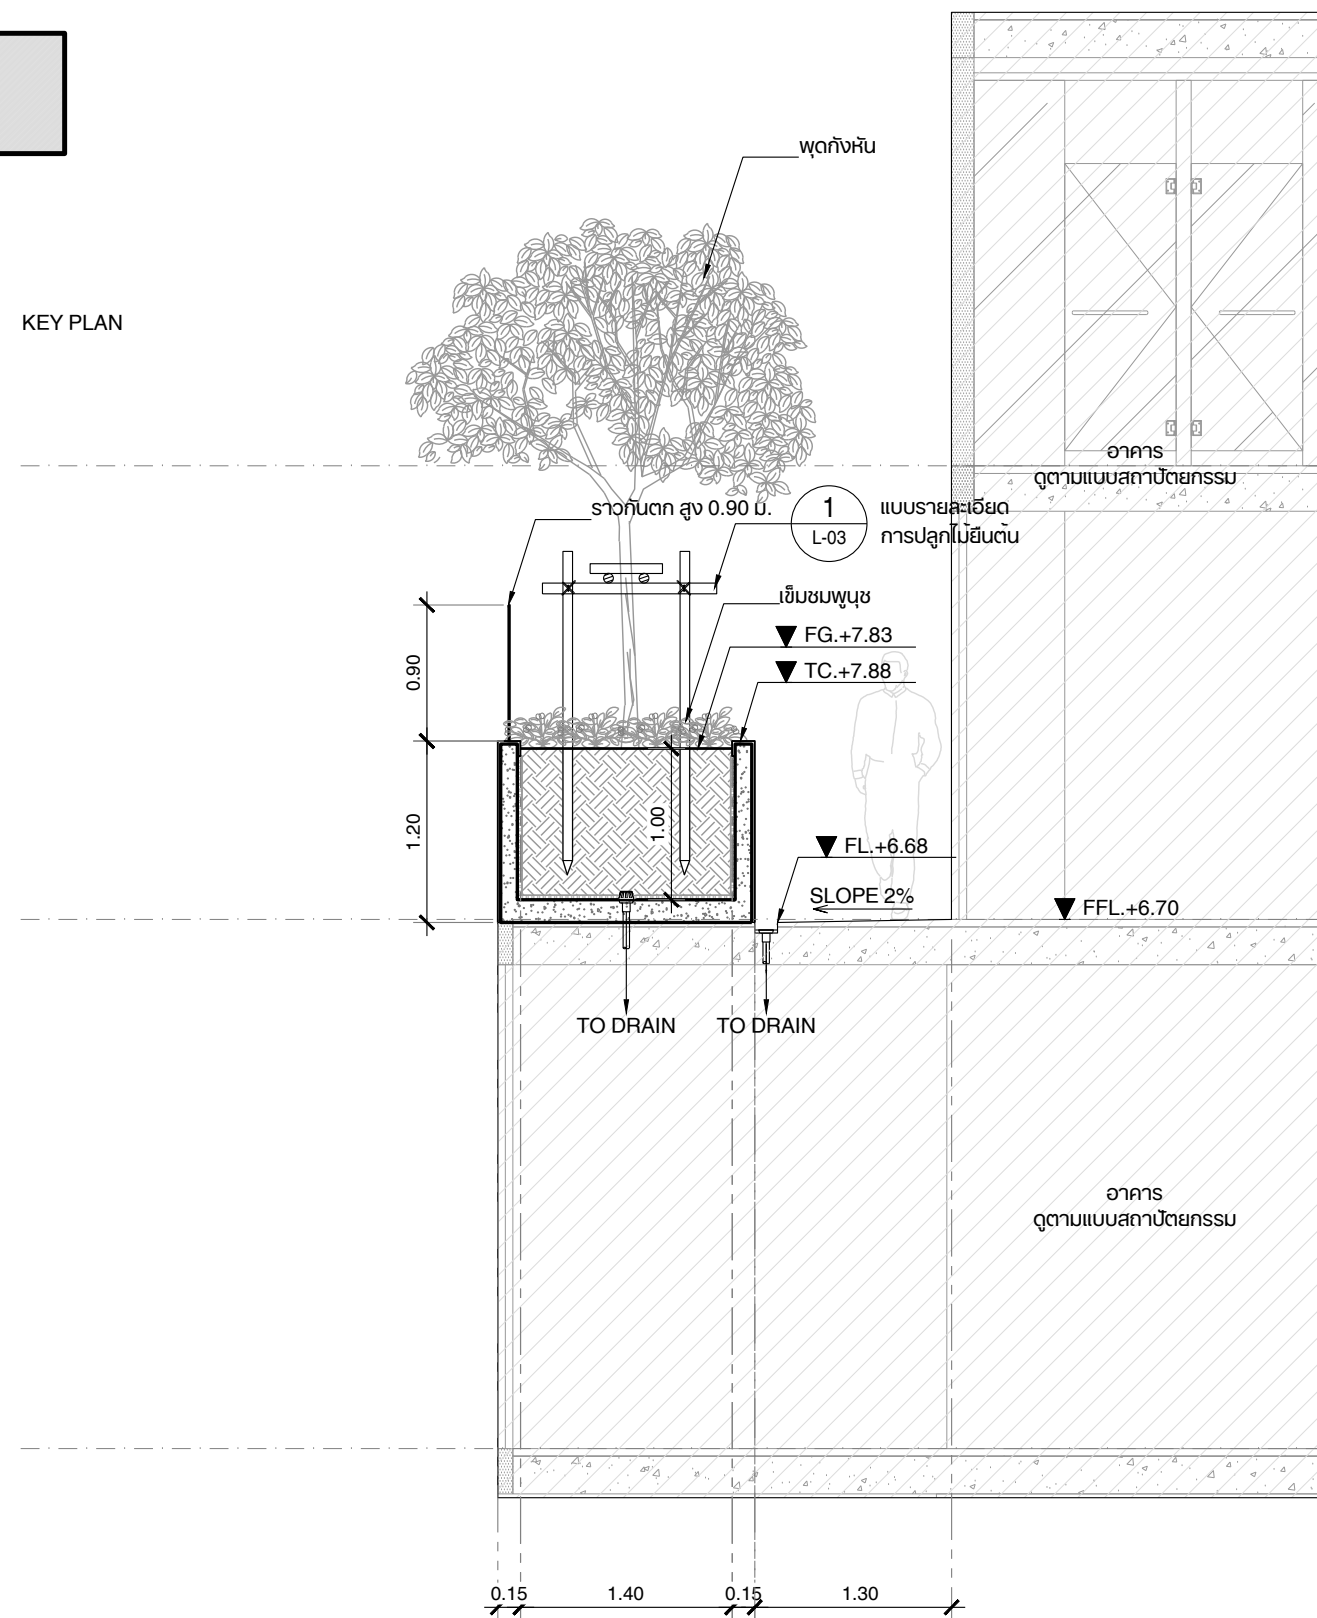 พุดกังหัน
KEY PLAN
อาคาร
ดูตามแบบสถาปัตยกรรม
ราวกันตก สูง 0.90 ม.
1
L-03
แบบรายละเอียด
การปลูกไม้ยืนต้น
เข็มชมพูนุช
FG.+7.83
TC.+7.88
0.90
1.20
1.00
FL.+6.68
SLOPE 2%
FFL.+6.70
TO DRAIN
TO DRAIN
อาคาร
ดูตามแบบสถาปัตยกรรม
0.15
1.40
0.15
1.30